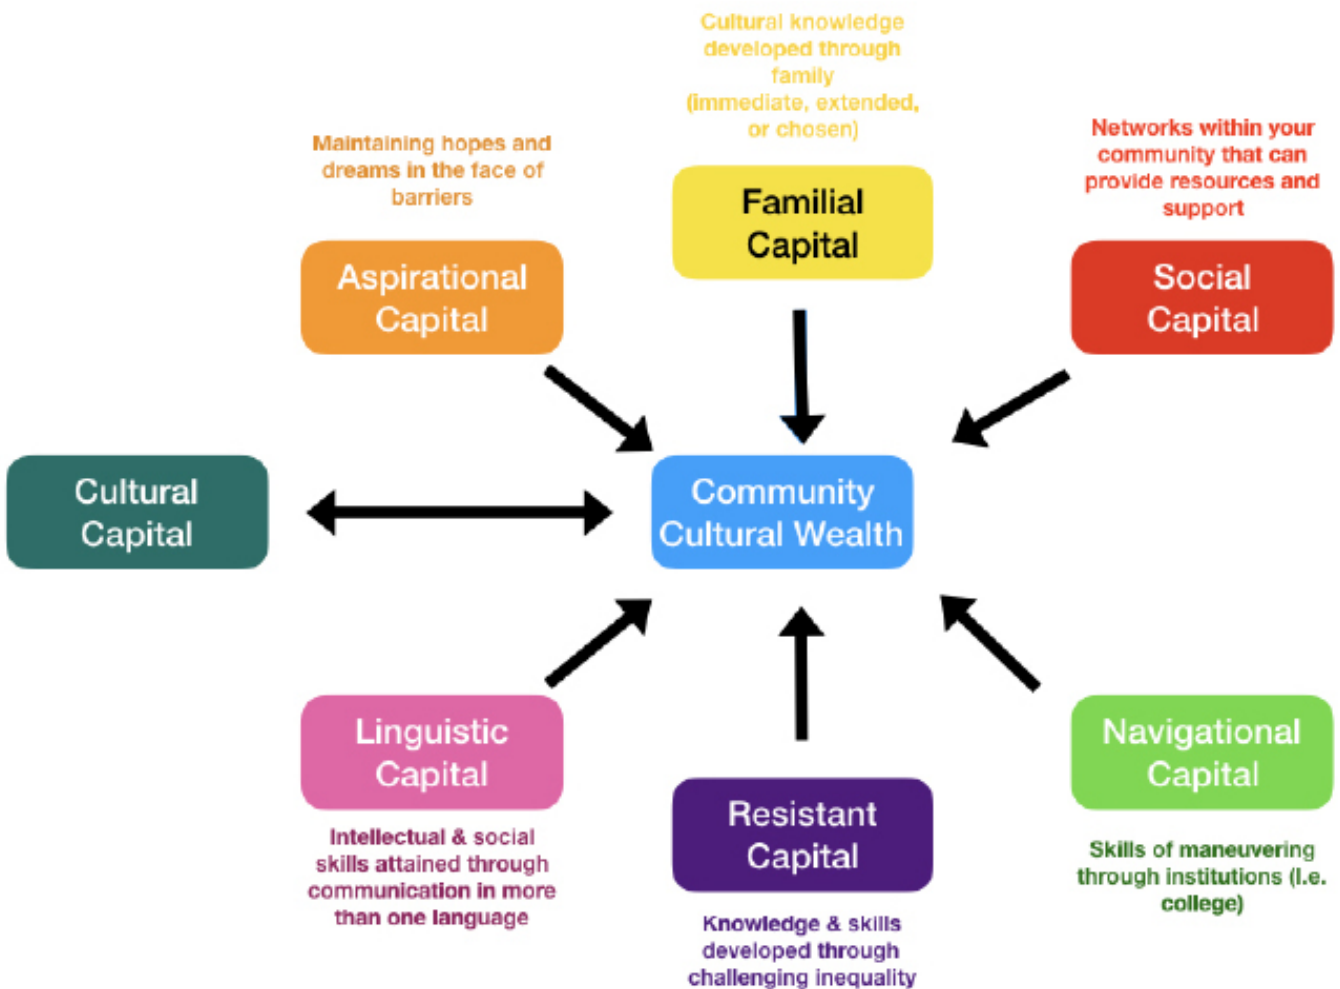 Cultural knowledge
developed through
family
(immediate, extended,
or chosen)
Familial
Capital
Maintaining hopes and
dreams in the face of
barriers
Aspirational
Capital
Networks within your
community that can
provide resources and
support
Social
Capital
Cultural
Capital
Community
Cultural Wealth
Linguistic
Capital
Intellectual & social
skills attained through
communication in more
than one language
Resistant
Capital
Knowledge & skills
developed through
challenging inequality
Navigational
Capital
Skills of maneuvering
through institutions (I.e.
college)